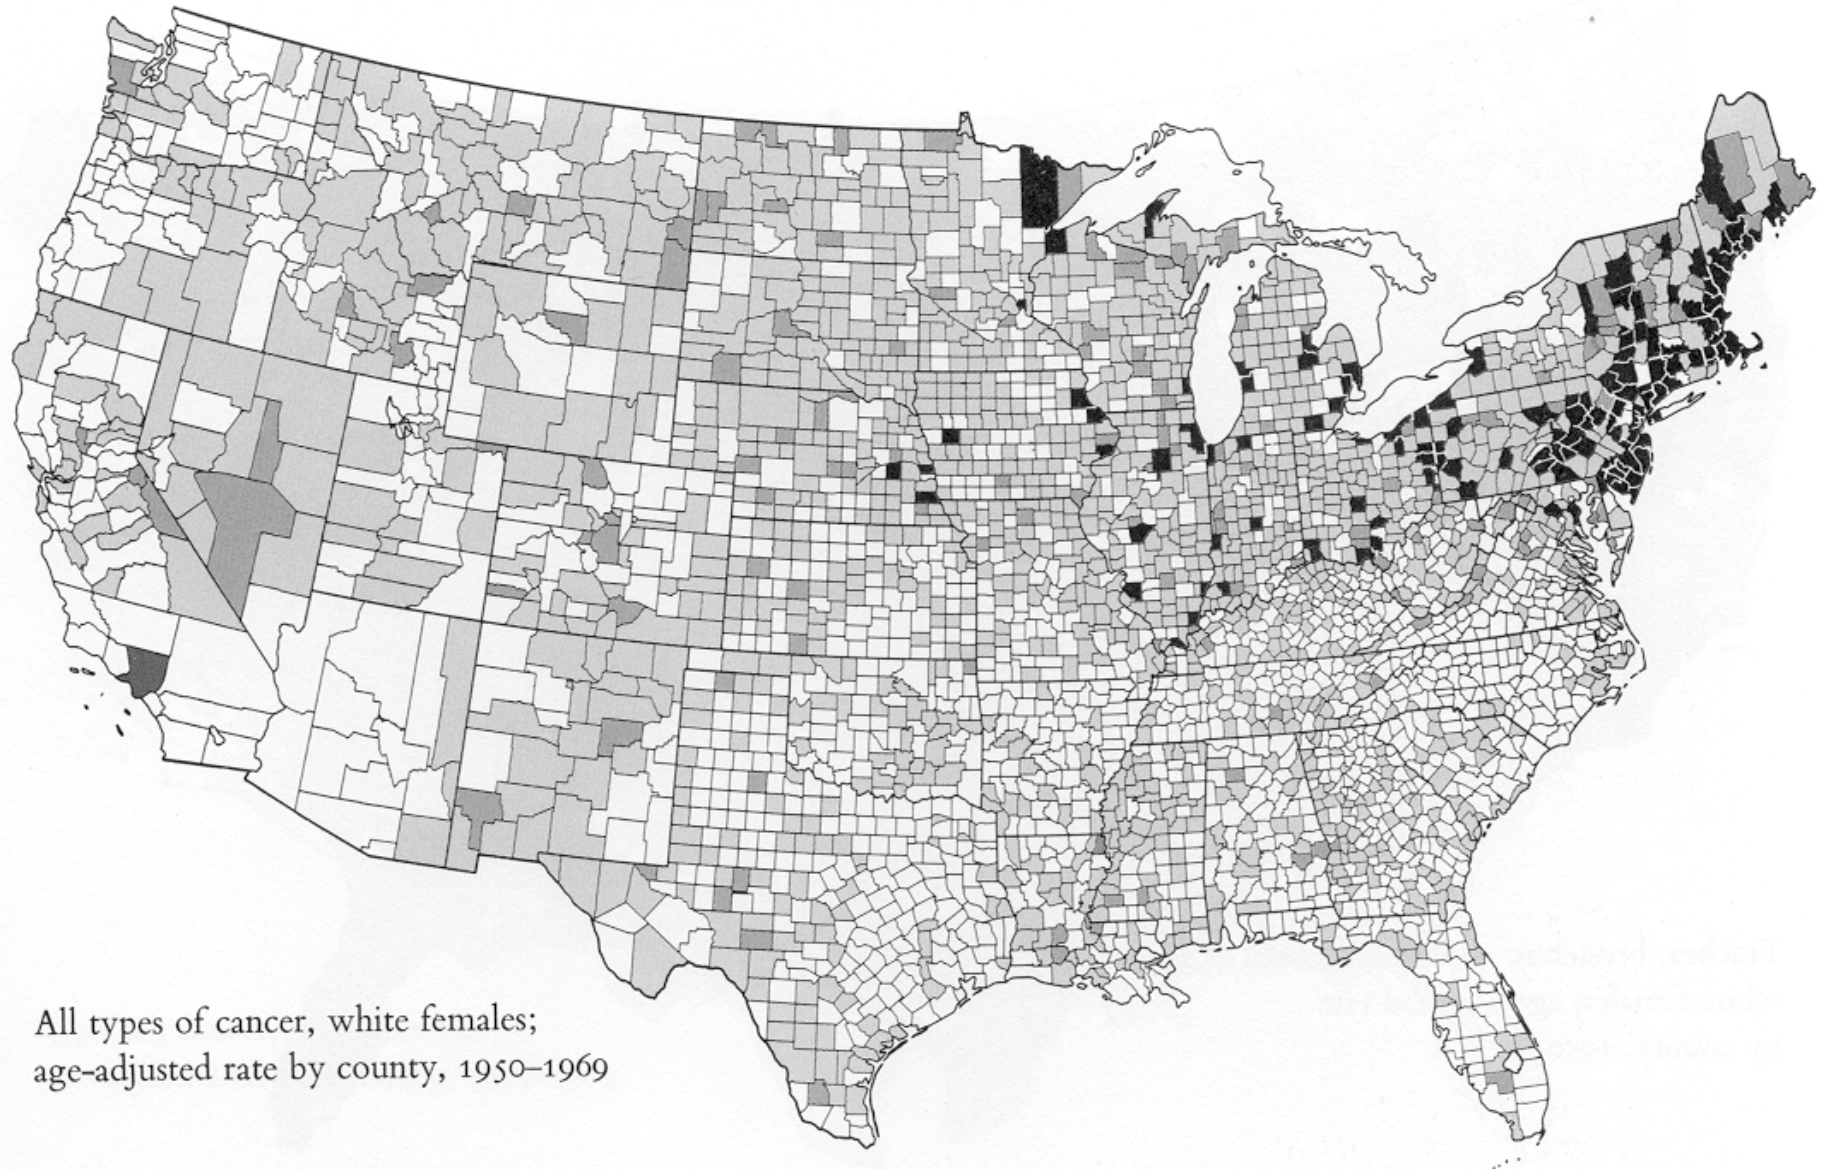 All types of cancer, white females;
age-adjusted rate by county, 1950–1969